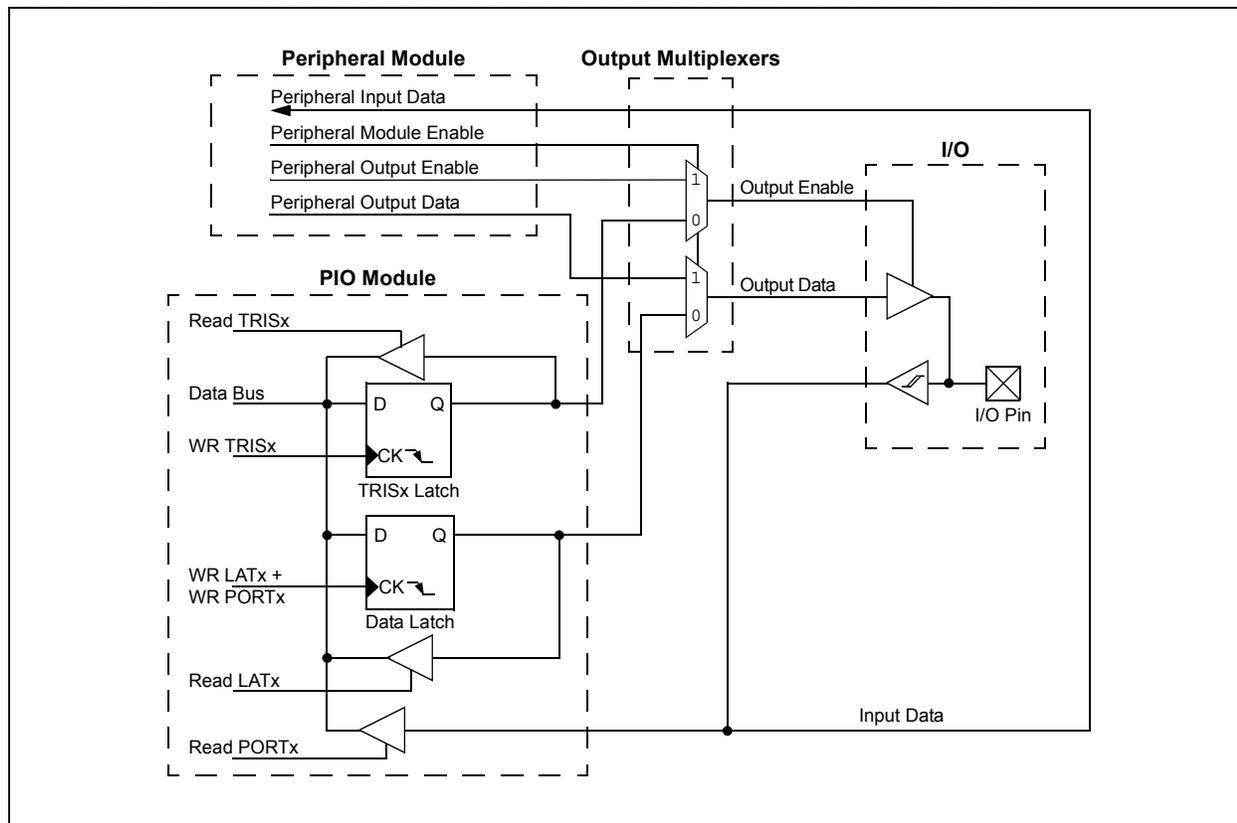 Peripheral Module
Output Multiplexers
Peripheral Input Data
Peripheral Module Enable
I/O
Peripheral Output Enable
1
Output Enable
Peripheral Output Data
0
PIO Module
1
Output Data
Read TRISx
0
Data Bus
D
Q
I/O Pin
WR TRISx
CK
TRISx Latch
D
Q
WR LATx +
WR PORTx
CK
Data Latch
Read LATx
Input Data
Read PORTx